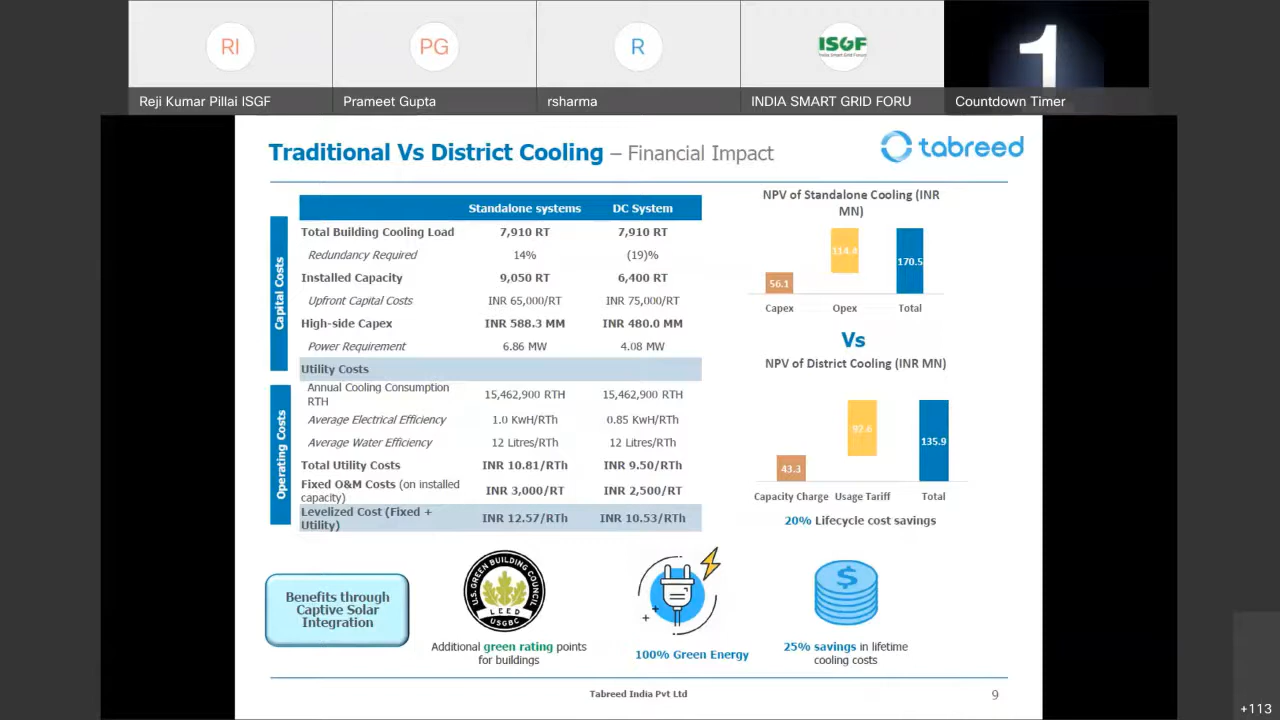 RI
PG
R
ISGF
India Smart Grid Forum
1
Reji Kumar Pillai ISGF
Prameet Gupta
rsharma
INDIA SMART GRID FORU
Countdown Timer
Traditional Vs District Cooling – Financial Impact
tabreed
Capital Costs
Operating Costs
Standalone systems DC System
Total Building Cooling Load 7,910 RT 7,910 RT
Redundancy Required 14% (19)%
Installed Capacity 9,050 RT 6,400 RT
Upfront Capital Costs INR 65,000/RT INR 75,000/RT
High-side Capex INR 588.3 MM INR 480.0 MM
Power Requirement 6.86 MW 4.08 MW
Utility Costs
Annual Cooling Consumption
RTH 15,462,900 RTH 15,462,900 RTH
Average Electrical Efficiency 1.0 KwH/RTh 0.85 KwH/RTh
Average Water Efficiency 12 Litres/RTh 12 Litres/RTh
Total Utility Costs INR 10.81/RTh INR 9.50/RTh
Fixed O&M Costs (on installed
capacity) INR 3,000/RT INR 2,500/RT
Levelized Cost (Fixed +
Utility) INR 12.57/RTh INR 10.53/RTh
NPV of Standalone Cooling (INR
MN)
56.1
114.4
170.5
Capex Opex Total
Vs
NPV of District Cooling (INR MN)
43.3
92.6
135.9
Capacity Charge Usage Tariff Total
20% Lifecycle cost savings
Benefits through
Captive Solar
Integration
U.S. GREEN BUILDING COUNCIL
LEED
USGBC
Additional green rating points
for buildings
100% Green Energy
$
25% savings in lifetime
cooling costs
Tabreed India Pvt Ltd
9
+113